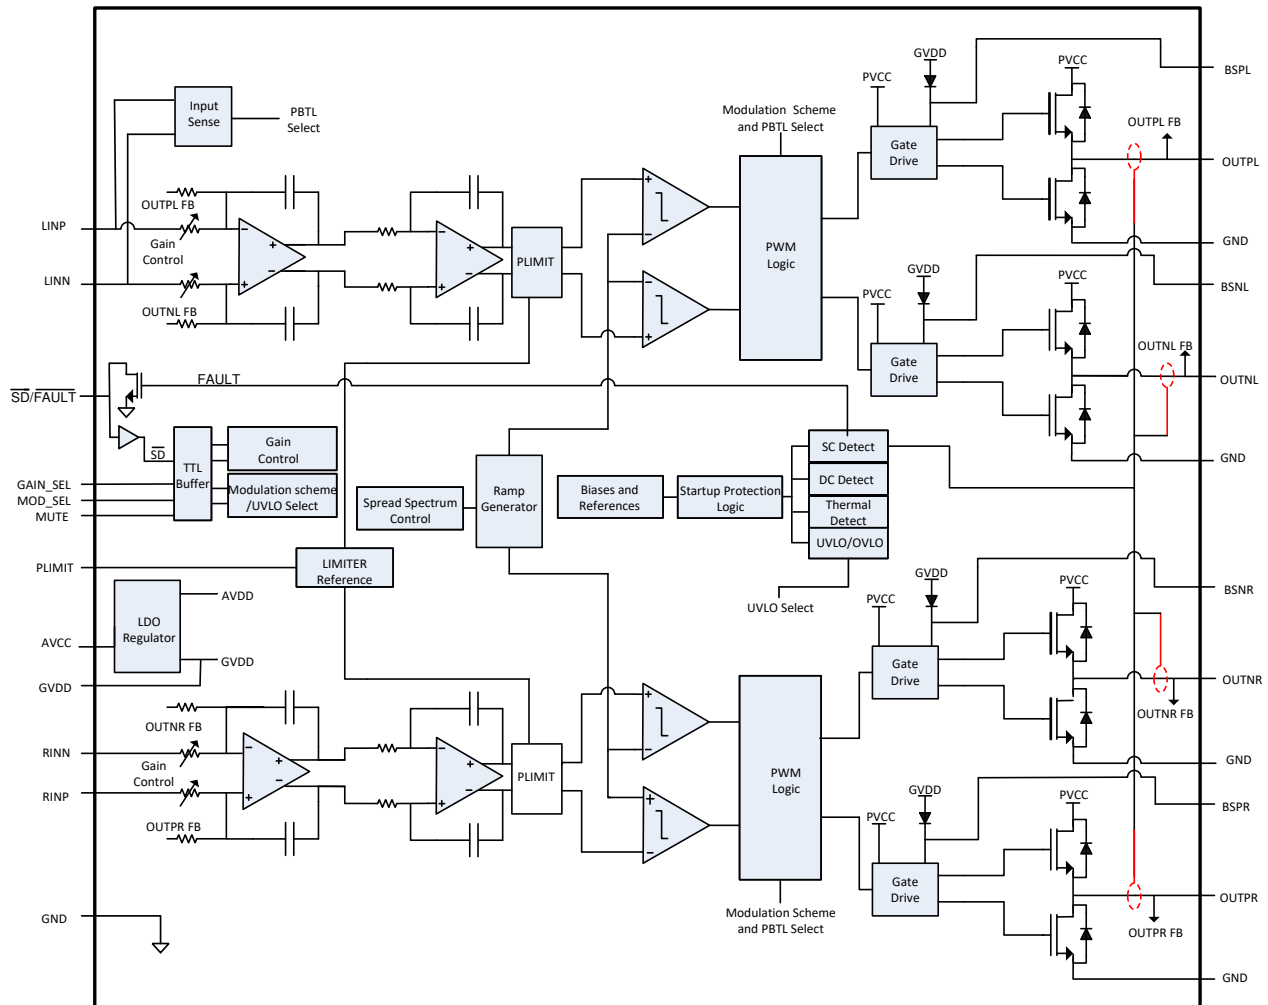 GVDD
PVCC
PVCC
BSPL
Input
Sense
PBTL
Select
Modulation Scheme
and PBTL Select
OUTPL FB
Gate
Drive
OUTPL
OUTPL FB
LINP
Gain
Control
PWM
Logic
PLIMIT
GND
GVDD
PVCC
PVCC
LINN
BSNL
OUTNL FB
OUTNL FB
Gate
Drive
OUTNL
SD/FAULT
FAULT
SD
TTL
Buffer
Gain
Control
SC Detect
GND
GAIN_SEL
MOD_SEL
MUTE
Modulation scheme
/UVLO Select
Spread Spectrum
Control
Ramp
Generator
Biases and
References
Startup Protection
Logic
DC Detect
Thermal
Detect
UVLO/OVLO
PLIMIT
LIMITER
Reference
GVDD
PVCC
PVCC
BSNR
UVLO Select
LDO
Regulator
AVDD
AVCC
GVDD
GVDD
Gate
Drive
OUTNR
OUTNR FB
OUTNR FB
RINN
Gain
Control
RINP
PLIMIT
PWM
Logic
GND
GVDD
PVCC
PVCC
BSPR
OUTPR FB
Gate
Drive
OUTPR
GND
Modulation Scheme
and PBTL Select
OUTPR FB
GND